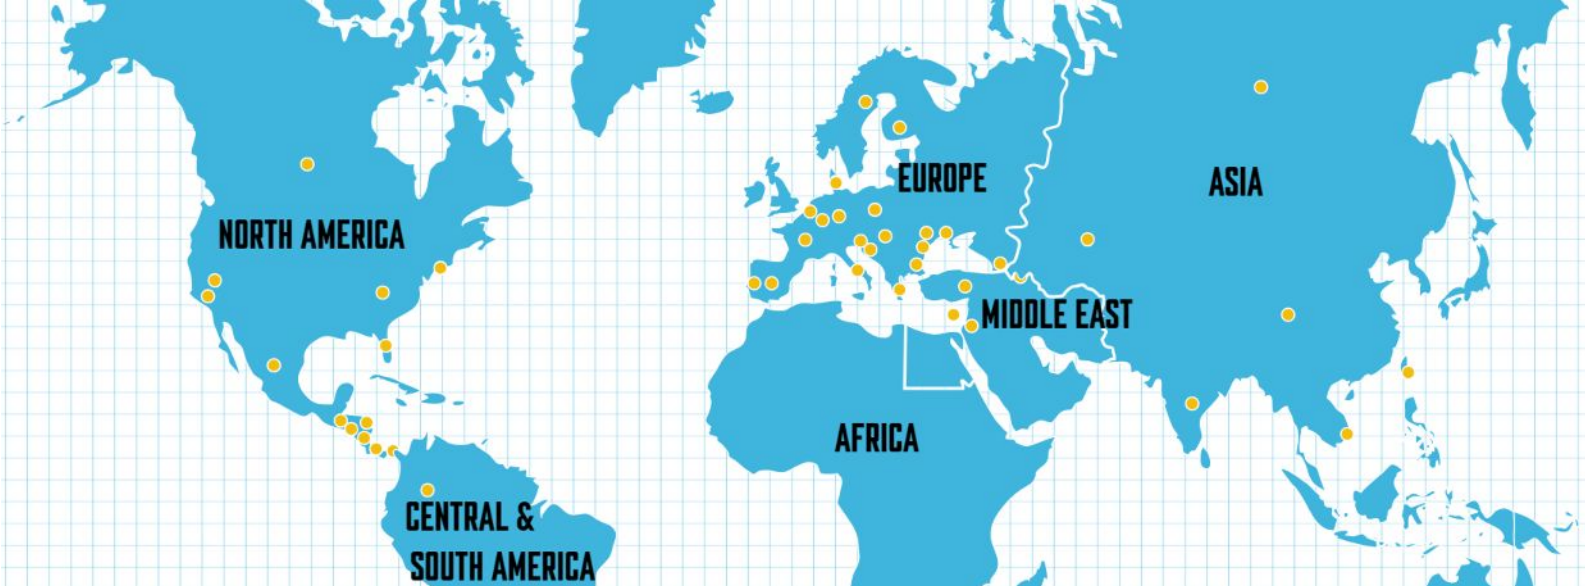 EUROPE
ASIA
NORTH AMERICA
MIDDLE EAST
AFRICA
CENTRAL &
SOUTH AMERICA